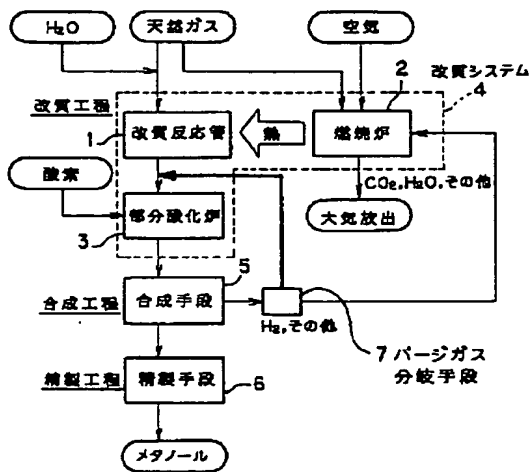 H₂O
天然ガス
空気
改質システム
4
改質工程
2
1
改質反応管
熱
燃焼炉
酸素
CO₂,H₂O,その他
部分酸化炉
大気放出
3
5
合成工程
合成手段
H₂,その他
7 パージガス
分岐手段
精製工程
精製手段
6
メタノール